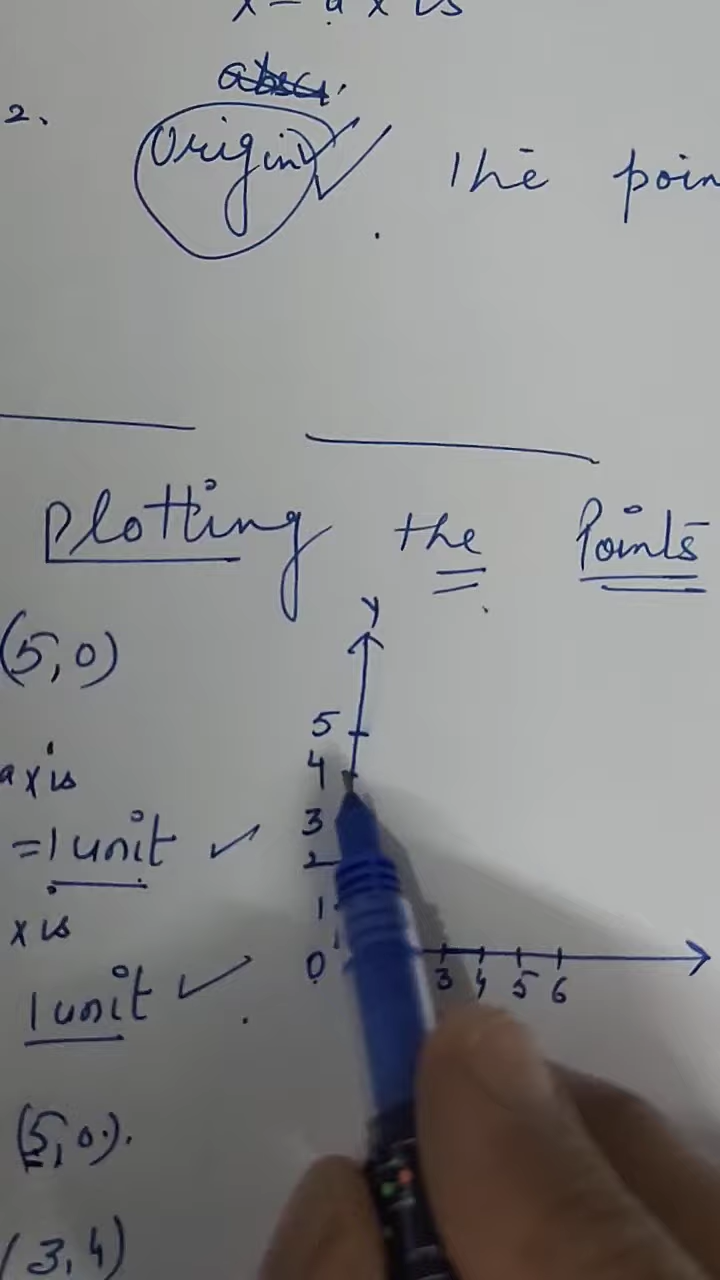 x - axis
2. Origin The poin
Plotting the Points
(5,0)
Y
5
axis
4
3
= 1 unit
2
1
xis
0 3 4 5 6
1 unit
(5,0).
(3,4)